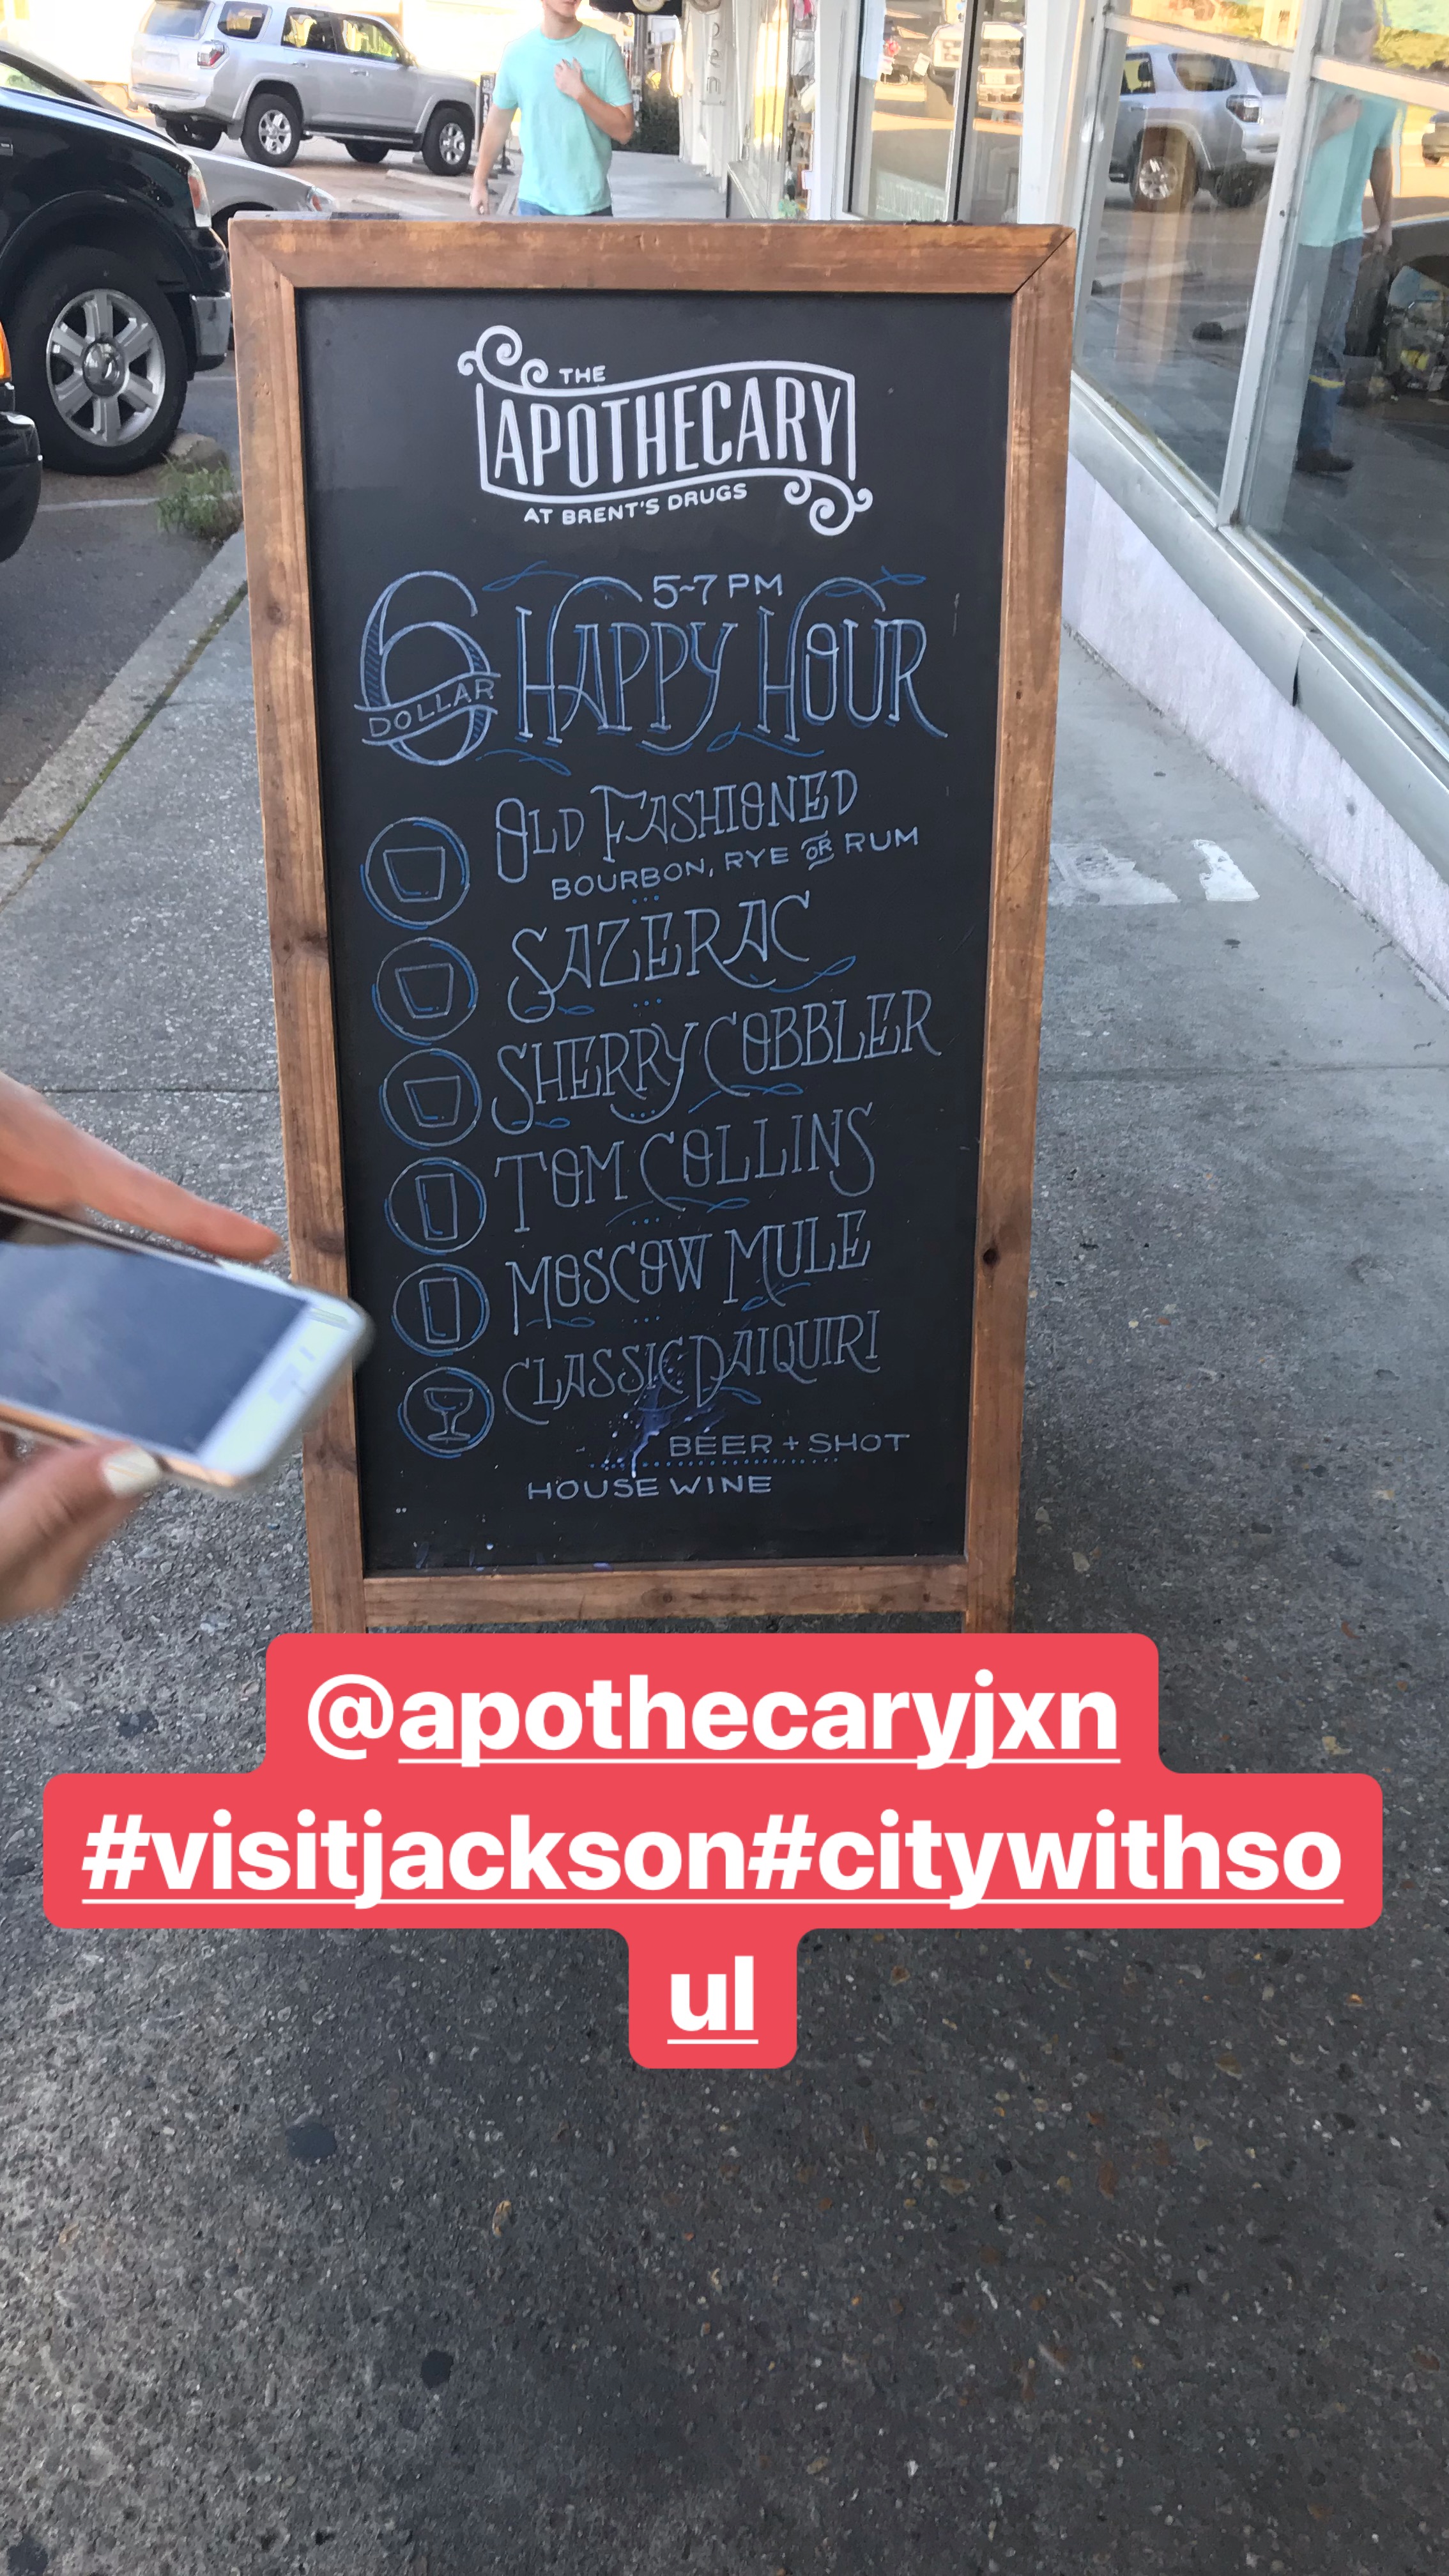 THE
APOTHECARY
AT BRENT'S DRUGS
5-7 PM
6 DOLLAR HAPPY HOUR
OLD FASHIONED
BOURBON, RYE OR RUM
SAZERAC
SHERRY COBBLER
TOM COLLINS
MOSCOW MULE
CLASSIC DAIQUIRI
BEER + SHOT
HOUSE WINE
@apothecaryjxn
#visitjackson#citywithso
ul